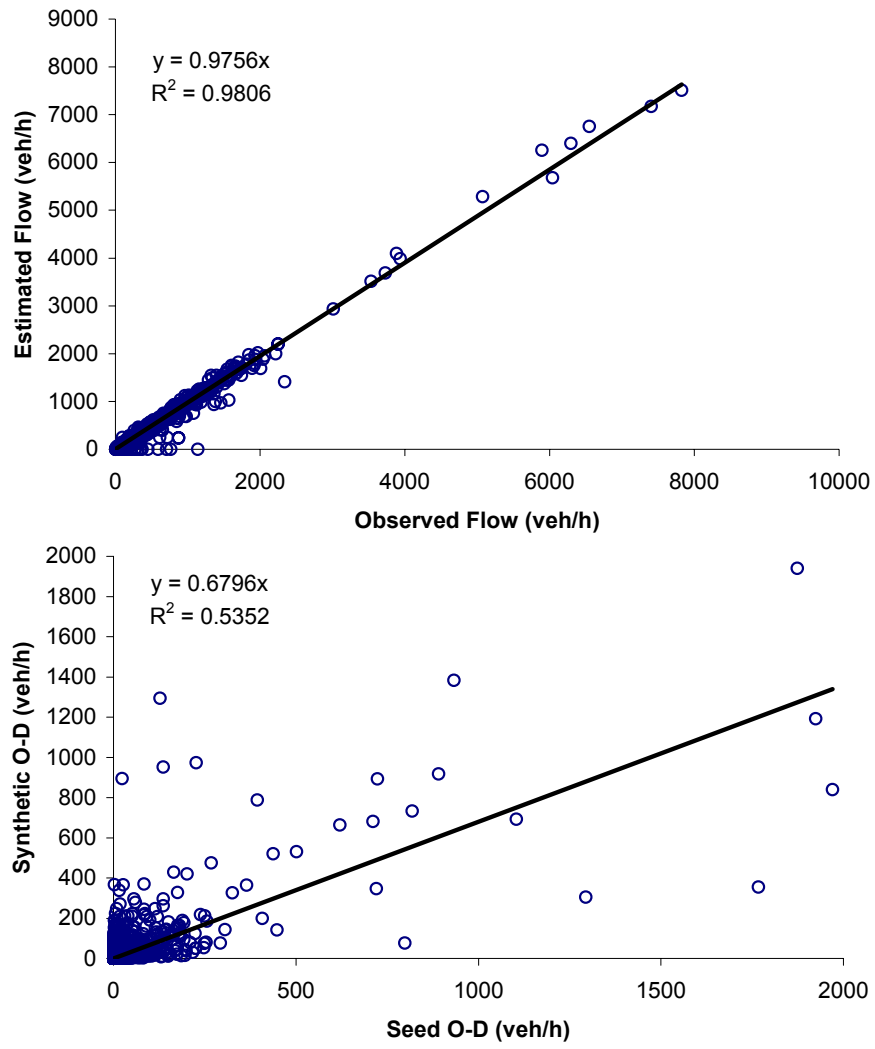 9000
8000
7000
6000
5000
4000
3000
2000
1000
0
Estimated Flow (veh/h)
y = 0.9756x
R² = 0.9806
0 2000 4000 6000 8000 10000
Observed Flow (veh/h)
2000
1800
1600
1400
1200
1000
800
600
400
200
0
Synthetic O-D (veh/h)
y = 0.6796x
R² = 0.5352
0 500 1000 1500 2000
Seed O-D (veh/h)